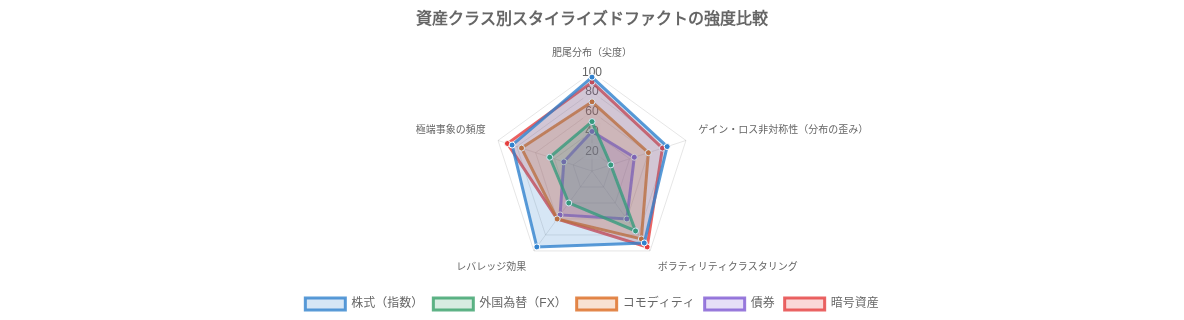 資産クラス別スタイライズドファクトの強度比較
肥尾分布（尖度）
100
80
60
20
極端事象の頻度
ゲイン・ロス非対称性（分布の歪み）
レバレッジ効果
ボラティリティクラスタリング
株式（指数）
外国為替（FX）
コモディティ
債券
暗号資産